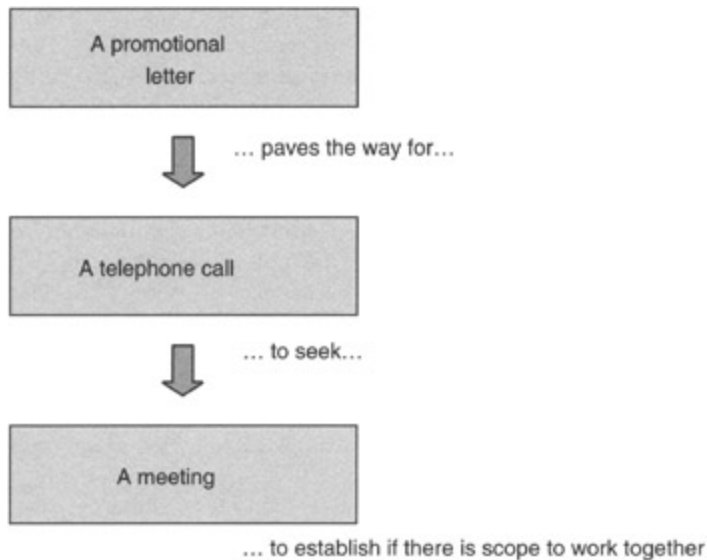 A promotional
letter
... paves the way for...
A telephone call
... to seek...
A meeting
... to establish if there is scope to work together